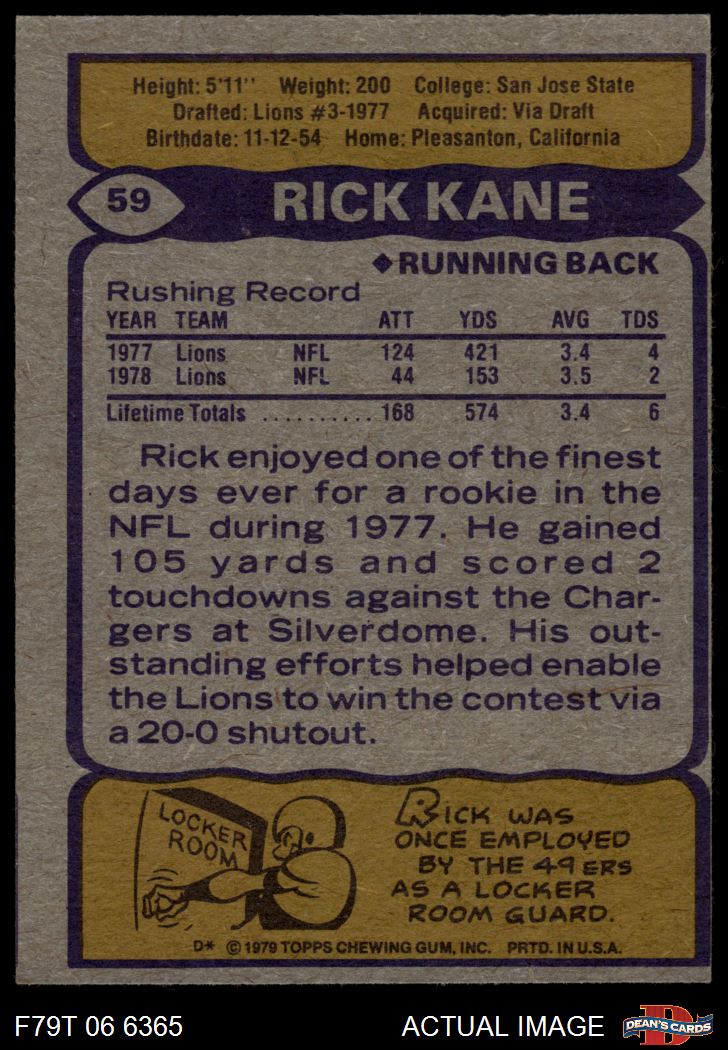 Height: 5'11'' Weight: 200 College: San Jose State
Drafted: Lions #3-1977 Acquired: Via Draft
Birthdate: 11-12-54 Home: Pleasanton, California
59 RICK KANE
◆RUNNING BACK
Rushing Record
YEAR TEAM ATT YDS AVG TDS
1977 Lions NFL 124 421 3.4 4
1978 Lions NFL 44 153 3.5 2
Lifetime Totals .......... 168 574 3.4 6
Rick enjoyed one of the finest
days ever for a rookie in the
NFL during 1977. He gained
105 yards and scored 2
touchdowns against the Char-
gers at Silverdome. His out-
standing efforts helped enable
the Lions to win the contest via
a 20-0 shutout.
LOCKER
ROOM
RICK WAS
ONCE EMPLOYED
BY THE 49ERS
AS A LOCKER
ROOM GUARD.
D* © 1979 TOPPS CHEWING GUM, INC. PRTD. IN U.S.A.
F79T 06 6365 ACTUAL IMAGE D DEAN'S CARDS